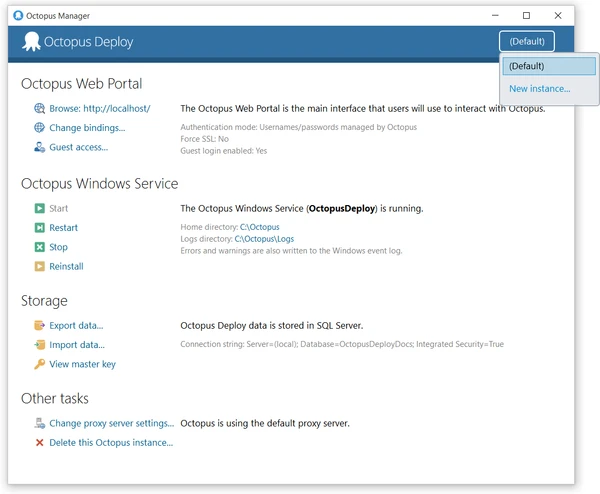 Octopus Manager
Octopus Deploy
(Default)
(Default)
New instance...
Octopus Web Portal
Browse: http://localhost/
The Octopus Web Portal is the main interface that users will use to interact with Octopus.
Change bindings...
Authentication mode: Usernames/passwords managed by Octopus
Force SSL: No
Guest access...
Guest login enabled: Yes
Octopus Windows Service
Start
The Octopus Windows Service (OctopusDeploy) is running.
Restart
Home directory: C:\Octopus
Logs directory: C:\Octopus\Logs
Stop
Errors and warnings are also written to the Windows event log.
Reinstall
Storage
Export data...
Octopus Deploy data is stored in SQL Server.
Import data...
Connection string: Server=(local); Database=OctopusDeployDocs; Integrated Security=True
View master key
Other tasks
Change proxy server settings...
Octopus is using the default proxy server.
Delete this Octopus instance...